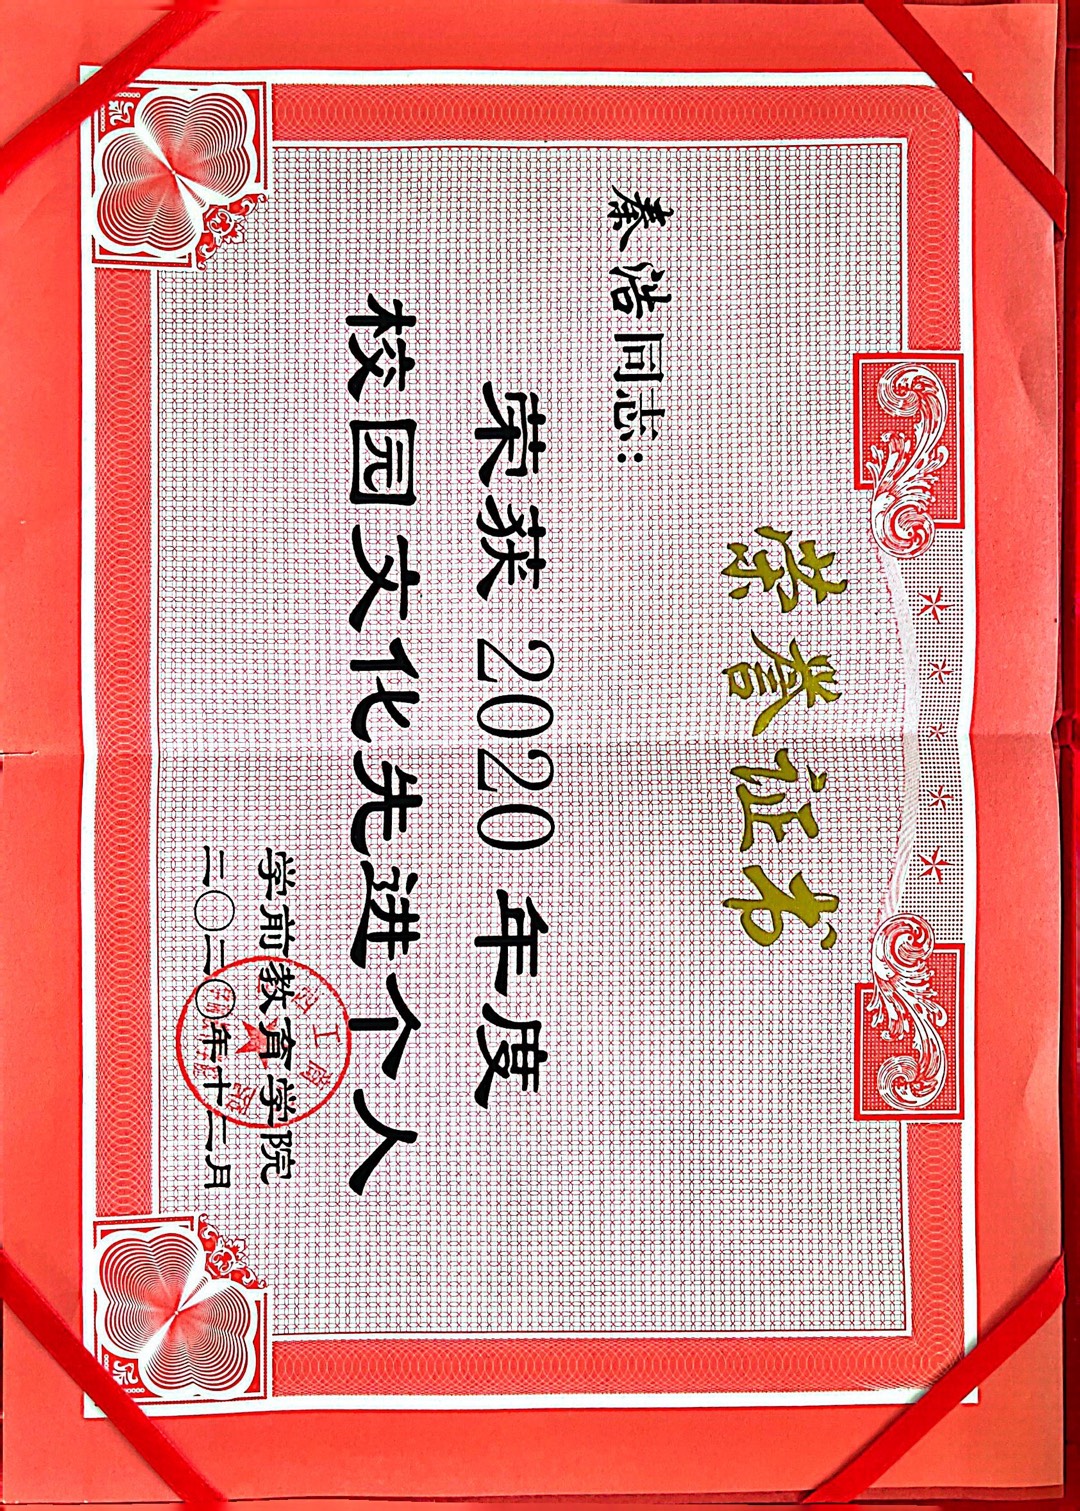 荣誉证书
秦浩同志：
荣获 2020 年度
校园文化先进个人
学前教育学院
二〇二〇年十二月